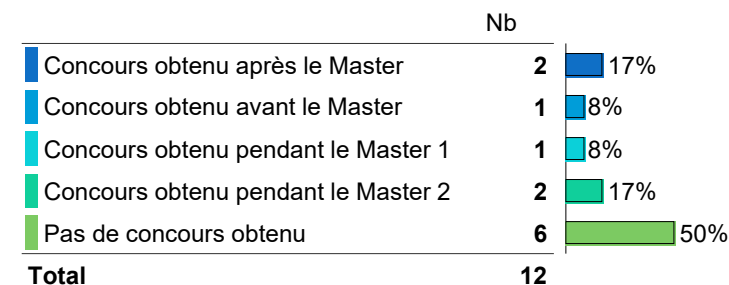 Nb
Concours obtenu après le Master 2 17%
Concours obtenu avant le Master 1 8%
Concours obtenu pendant le Master 1 1 8%
Concours obtenu pendant le Master 2 2 17%
Pas de concours obtenu 6 50%
Total 12